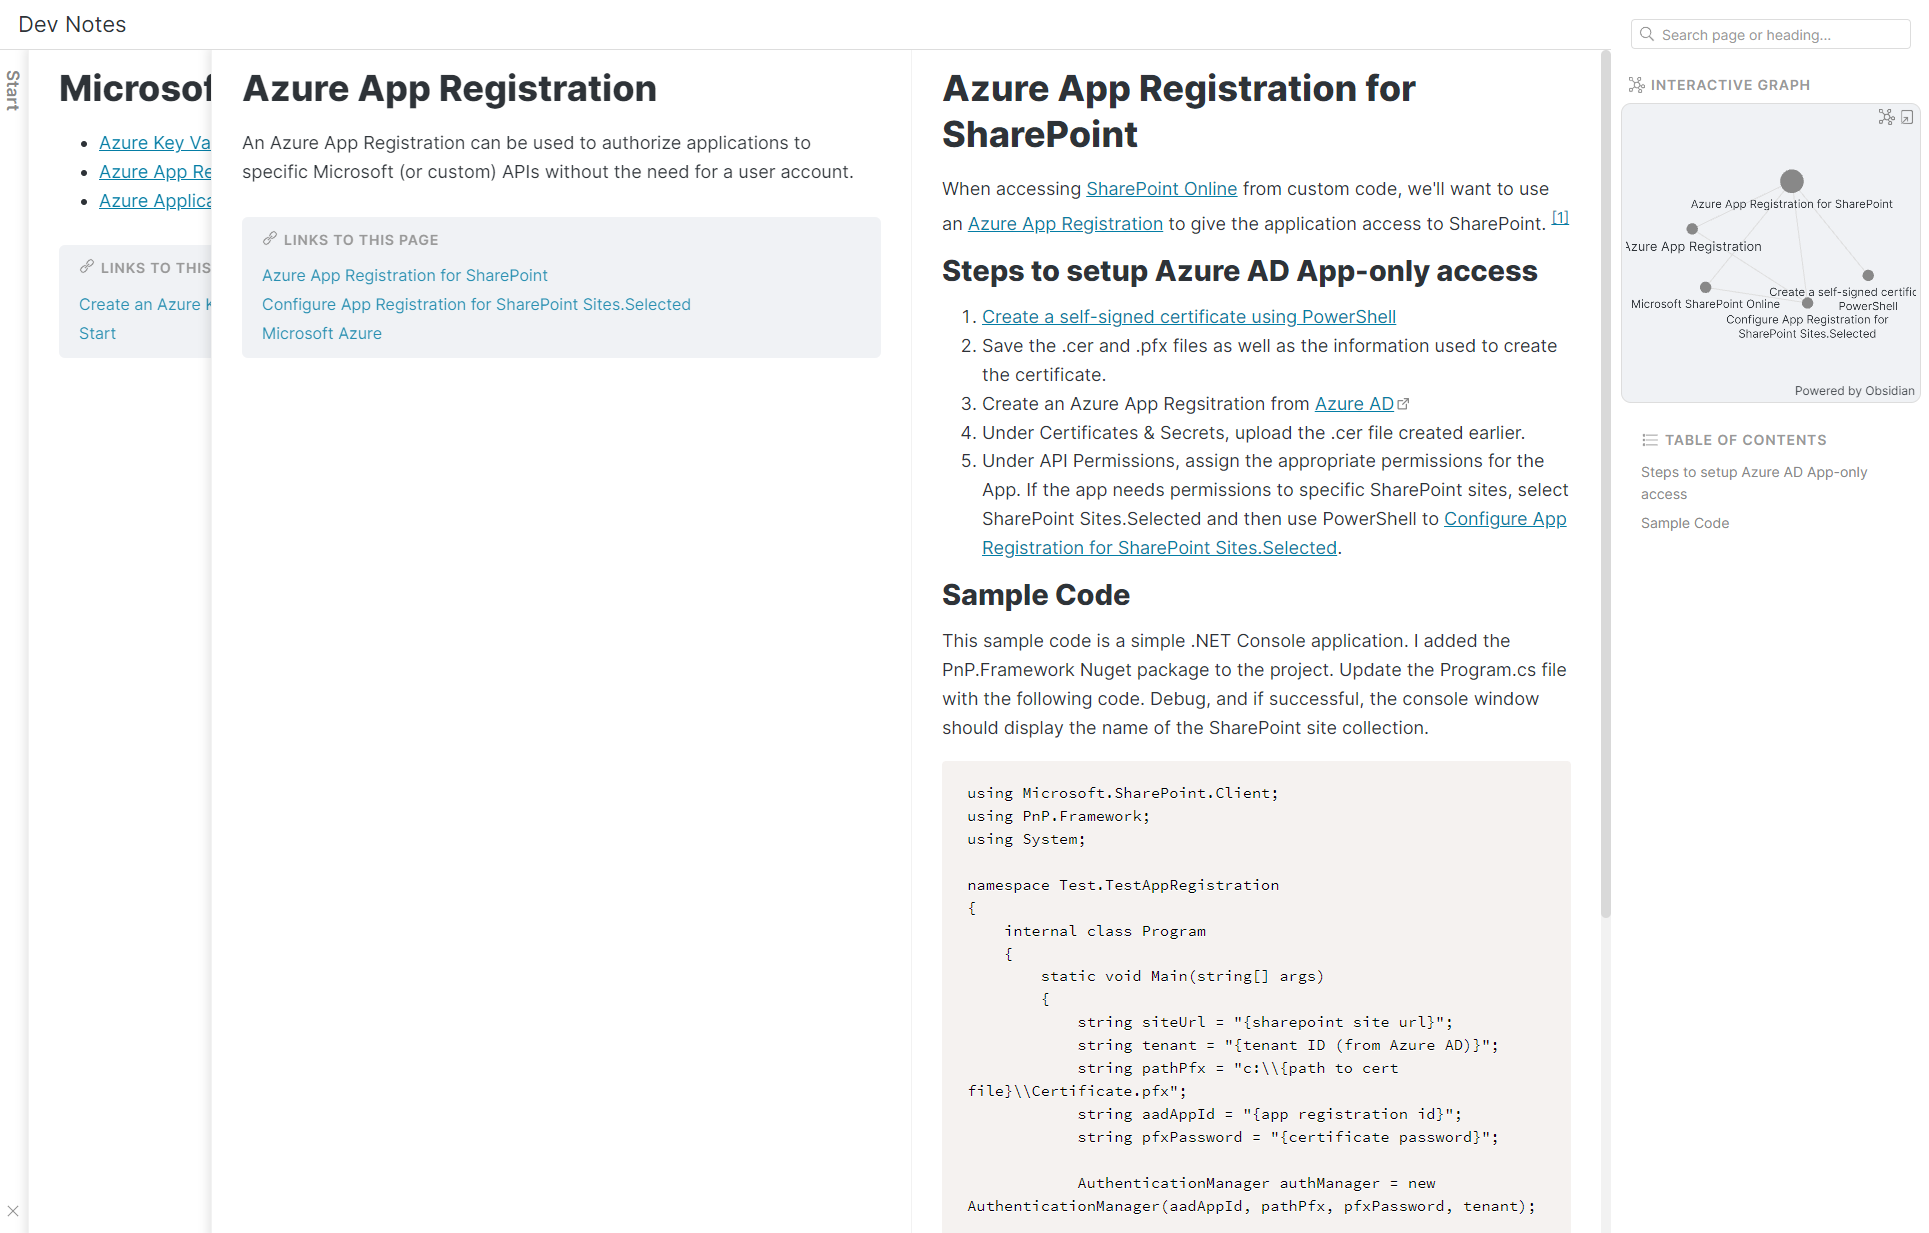 Dev Notes
Start
Microsof
Azure Key Va
Azure App Re
Azure Applica
LINKS TO THIS
Create an Azure K
Start
Azure App Registration
An Azure App Registration can be used to authorize applications to
specific Microsoft (or custom) APIs without the need for a user account.
LINKS TO THIS PAGE
Azure App Registration for SharePoint
Configure App Registration for SharePoint Sites.Selected
Microsoft Azure
Azure App Registration for
SharePoint
When accessing SharePoint Online from custom code, we'll want to use
an Azure App Registration to give the application access to SharePoint. [1]
Steps to setup Azure AD App-only access
1. Create a self-signed certificate using PowerShell
2. Save the .cer and .pfx files as well as the information used to create
the certificate.
3. Create an Azure App Regsitration from Azure AD
4. Under Certificates & Secrets, upload the .cer file created earlier.
5. Under API Permissions, assign the appropriate permissions for the
App. If the app needs permissions to specific SharePoint sites, select
SharePoint Sites.Selected and then use PowerShell to Configure App
Registration for SharePoint Sites.Selected.
Sample Code
This sample code is a simple .NET Console application. I added the
PnP.Framework Nuget package to the project. Update the Program.cs file
with the following code. Debug, and if successful, the console window
should display the name of the SharePoint site collection.
using Microsoft.SharePoint.Client;
using PnP.Framework;
using System;
namespace Test.TestAppRegistration
{
internal class Program
{
static void Main(string[] args)
{
string siteUrl = "{sharepoint site url}";
string tenant = "{tenant ID (from Azure AD)}";
string pathPfx = "c:\\{path to cert
file}\\Certificate.pfx";
string aadAppId = "{app registration id}";
string pfxPassword = "{certificate password}";
AuthenticationManager authManager = new
AuthenticationManager(aadAppId, pathPfx, pfxPassword, tenant);
Search page or heading...
INTERACTIVE GRAPH
Azure App Registration for SharePoint
Azure App Registration
Create a self-signed certific
PowerShell
Microsoft SharePoint Online
Configure App Registration for
SharePoint Sites.Selected
Powered by Obsidian
TABLE OF CONTENTS
Steps to setup Azure AD App-only
access
Sample Code